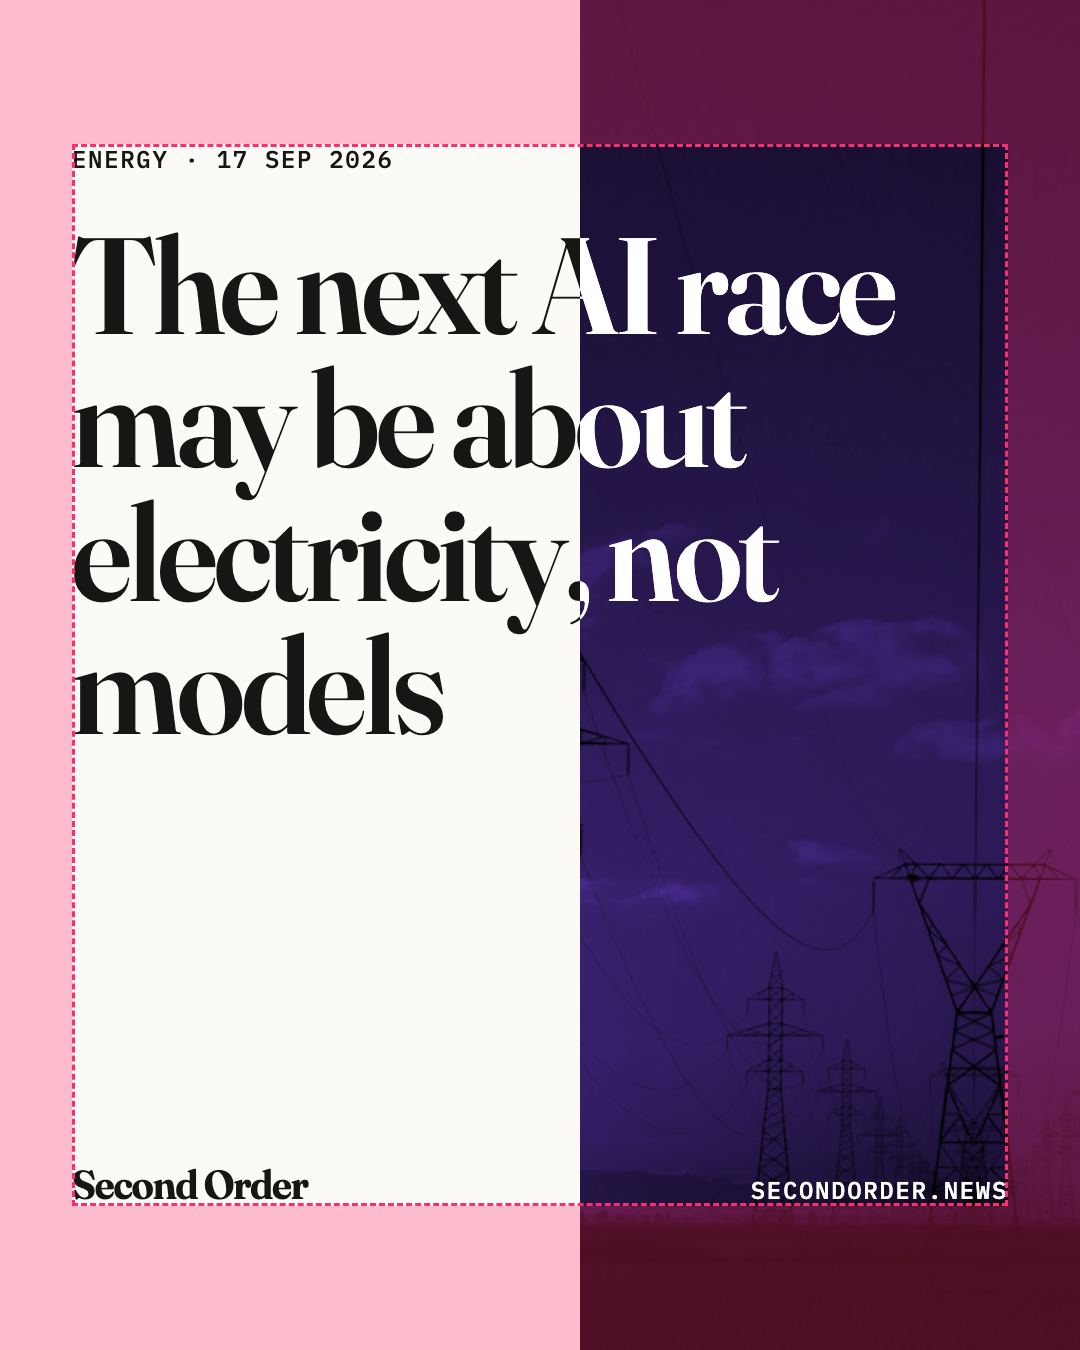 ENERGY · 17 SEP 2026
The next AI race
may be about
electricity, not
models
Second Order
SECONDORDER.NEWS